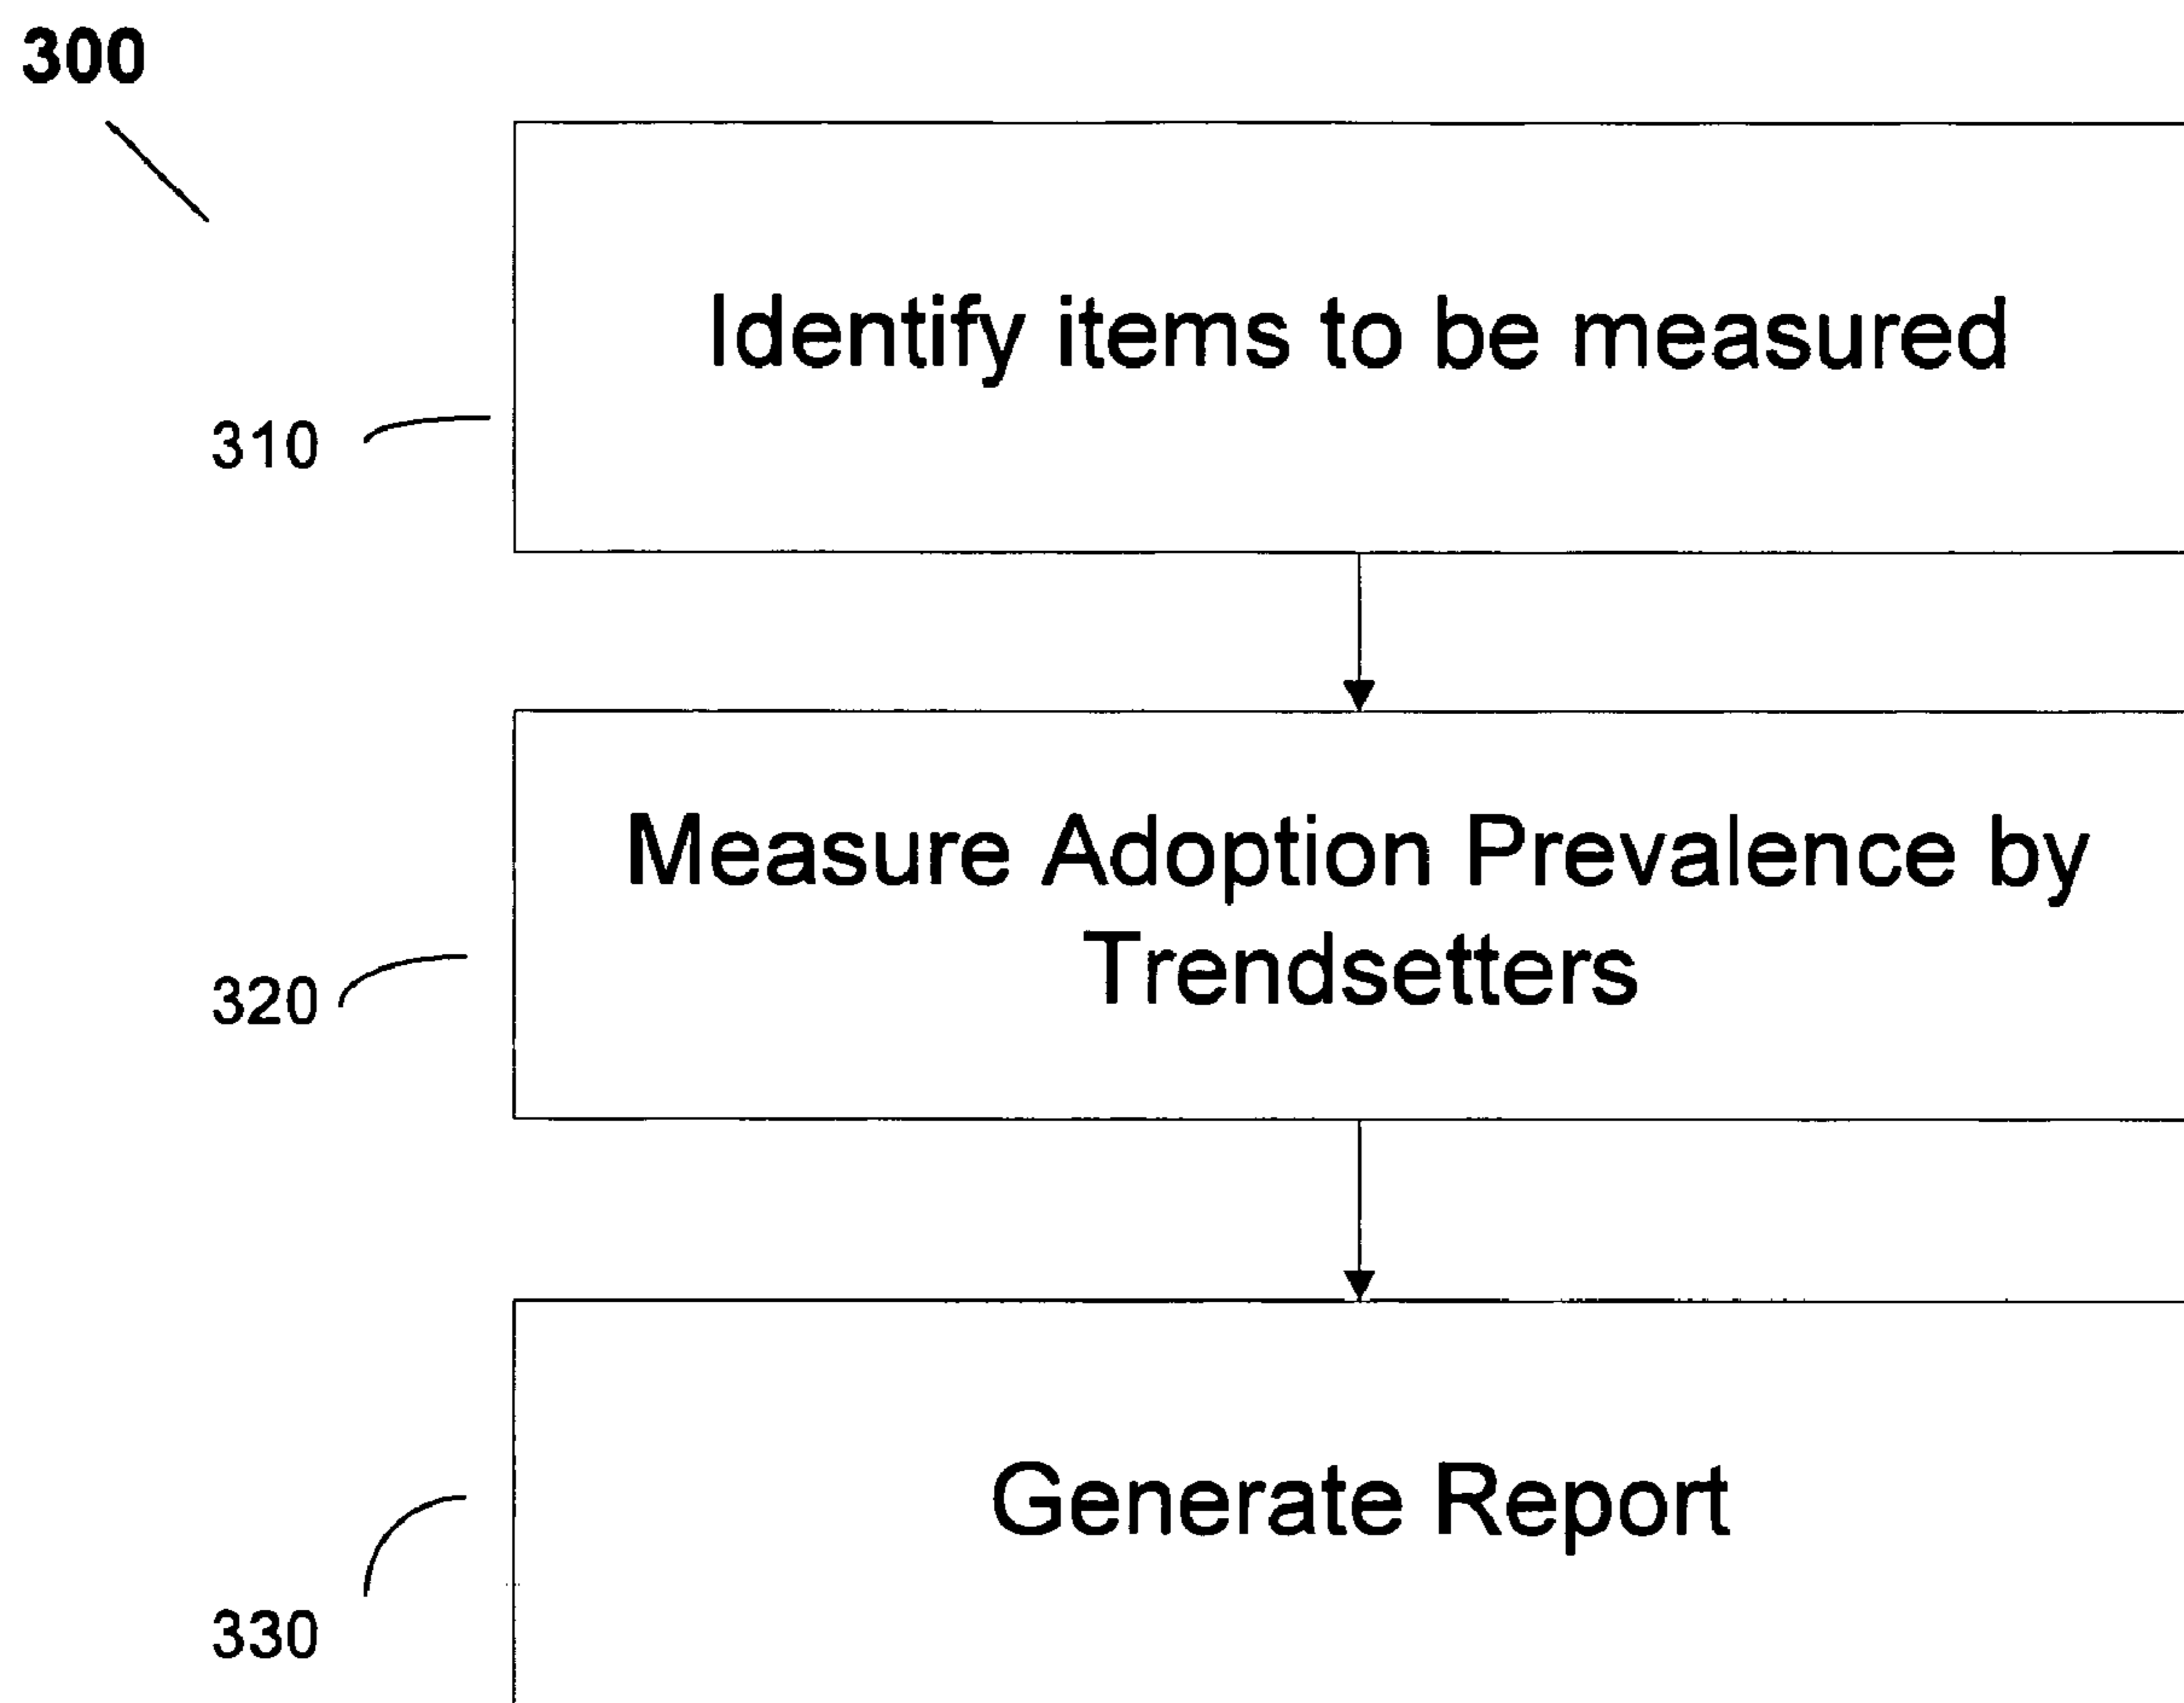 300
Identify items to be measured
310
Measure Adoption Prevalence by
Trendsetters
320
Generate Report
330